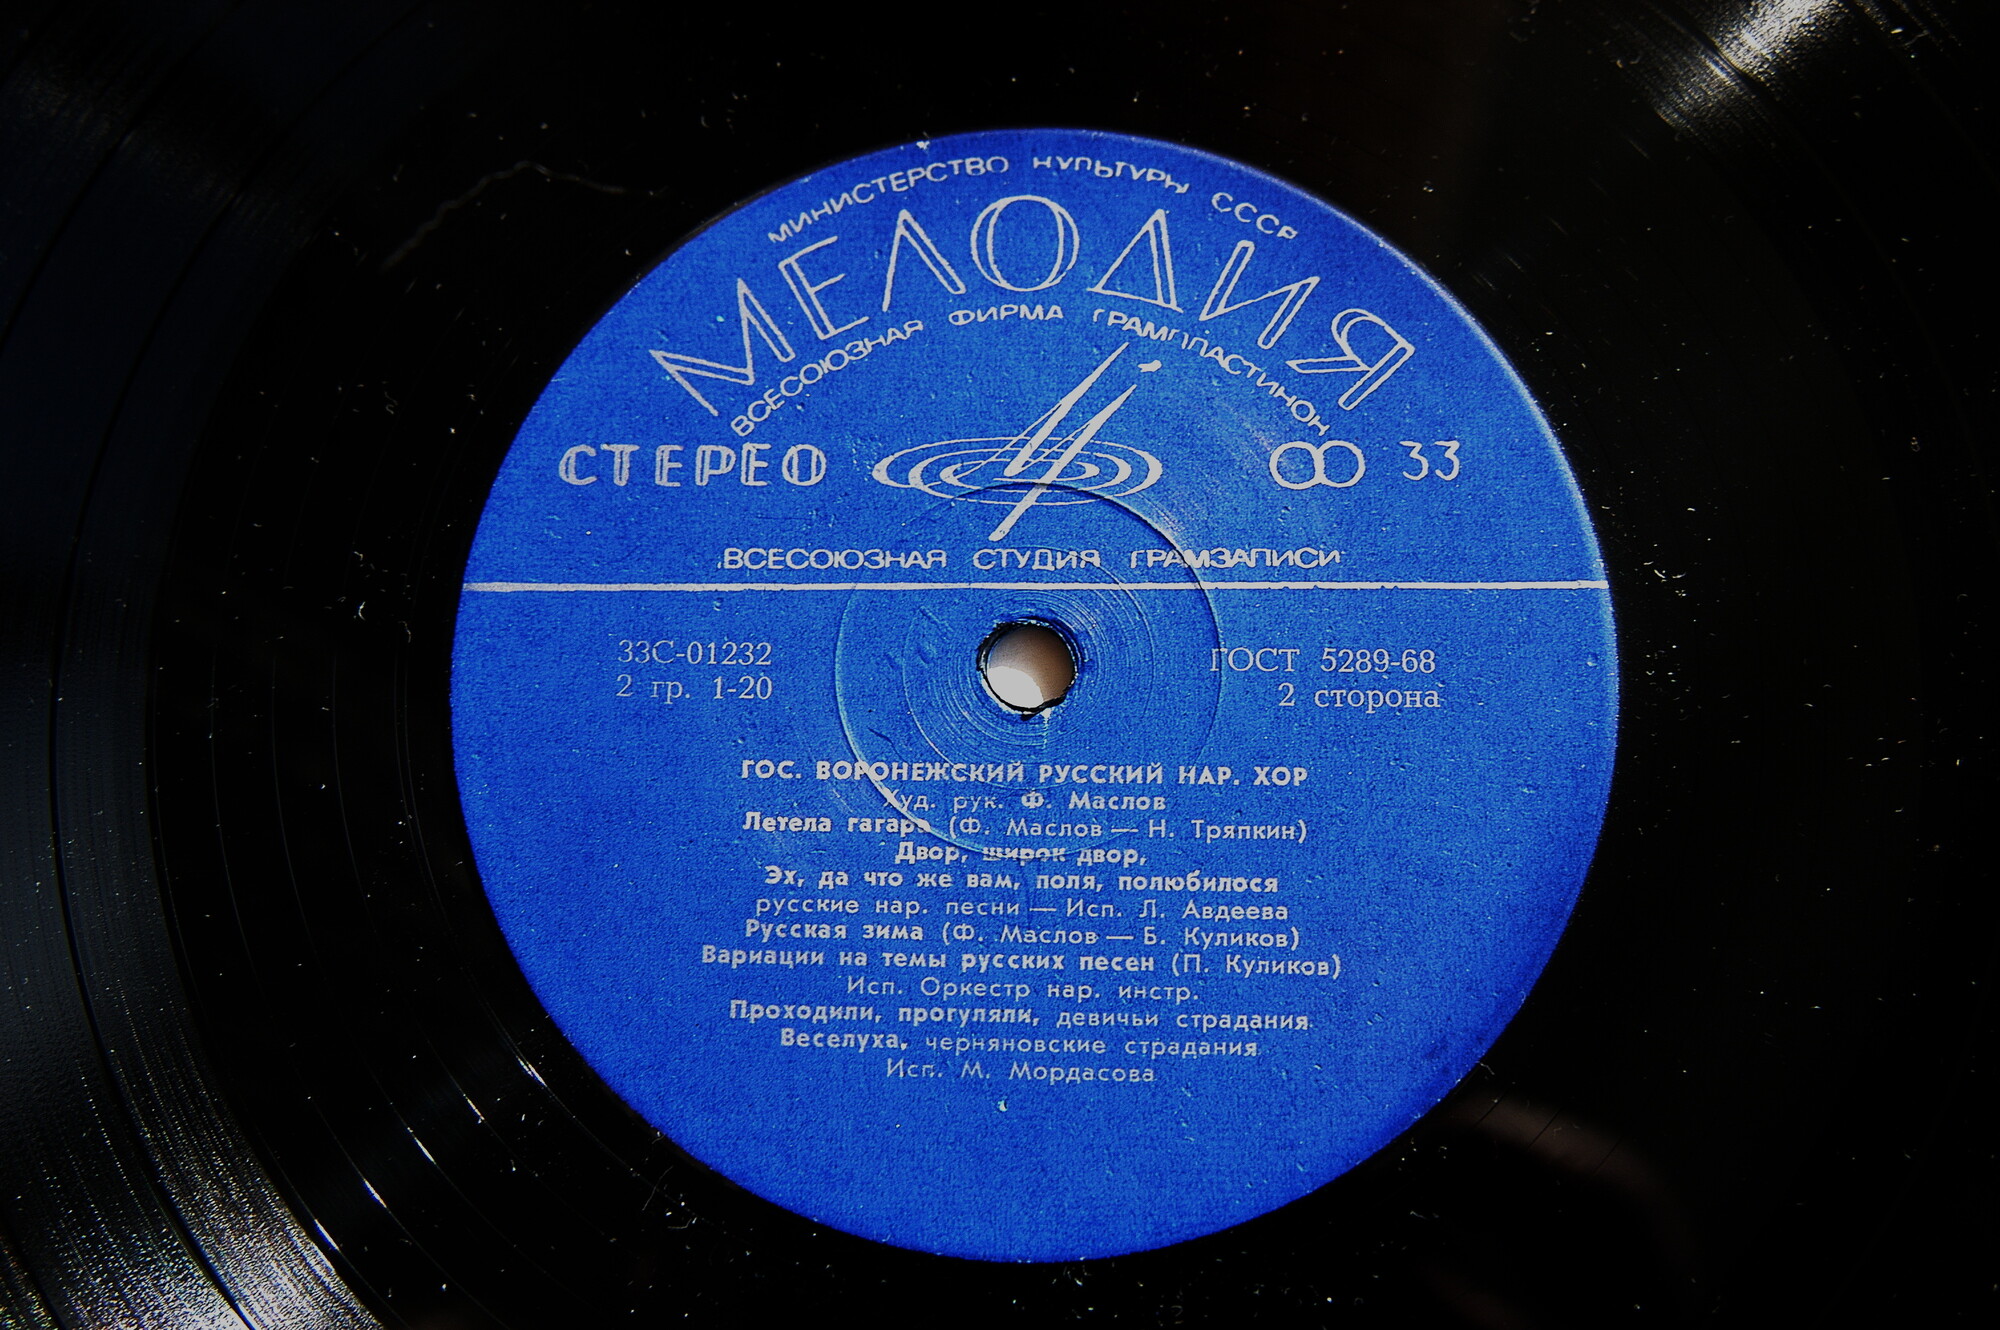 МИНИСТЕРСТВО КУЛЬТУРЫ СССР
МЕЛОДИЯ
ВСЕСОЮЗНАЯ ФИРМА ГРАМПЛАСТИНОК
СТЕРЕО
33
ВСЕСОЮЗНАЯ СТУДИЯ ГРАМЗАПИСИ
33С-01232
ГОСТ 5289-68
2 гр. 1-20
2 сторона
ГОС. ВОРОНЕЖСКИЙ РУССКИЙ НАР. ХОР
Худ. рук. Ф. Маслов
Летела гагара (Ф. Маслов — Н. Тряпкин)
Двор, широк двор,
Эх, да что же вам, поля, полюбилося
русские нар. песни — Исп. Л. Авдеева
Русская зима (Ф. Маслов — Б. Куликов)
Вариации на темы русских песен (П. Куликов)
Исп. Оркестр нар. инстр.
Проходили, прогуляли, девичьи страдания
Веселуха, черняновские страдания
Исп. М. Мордасова